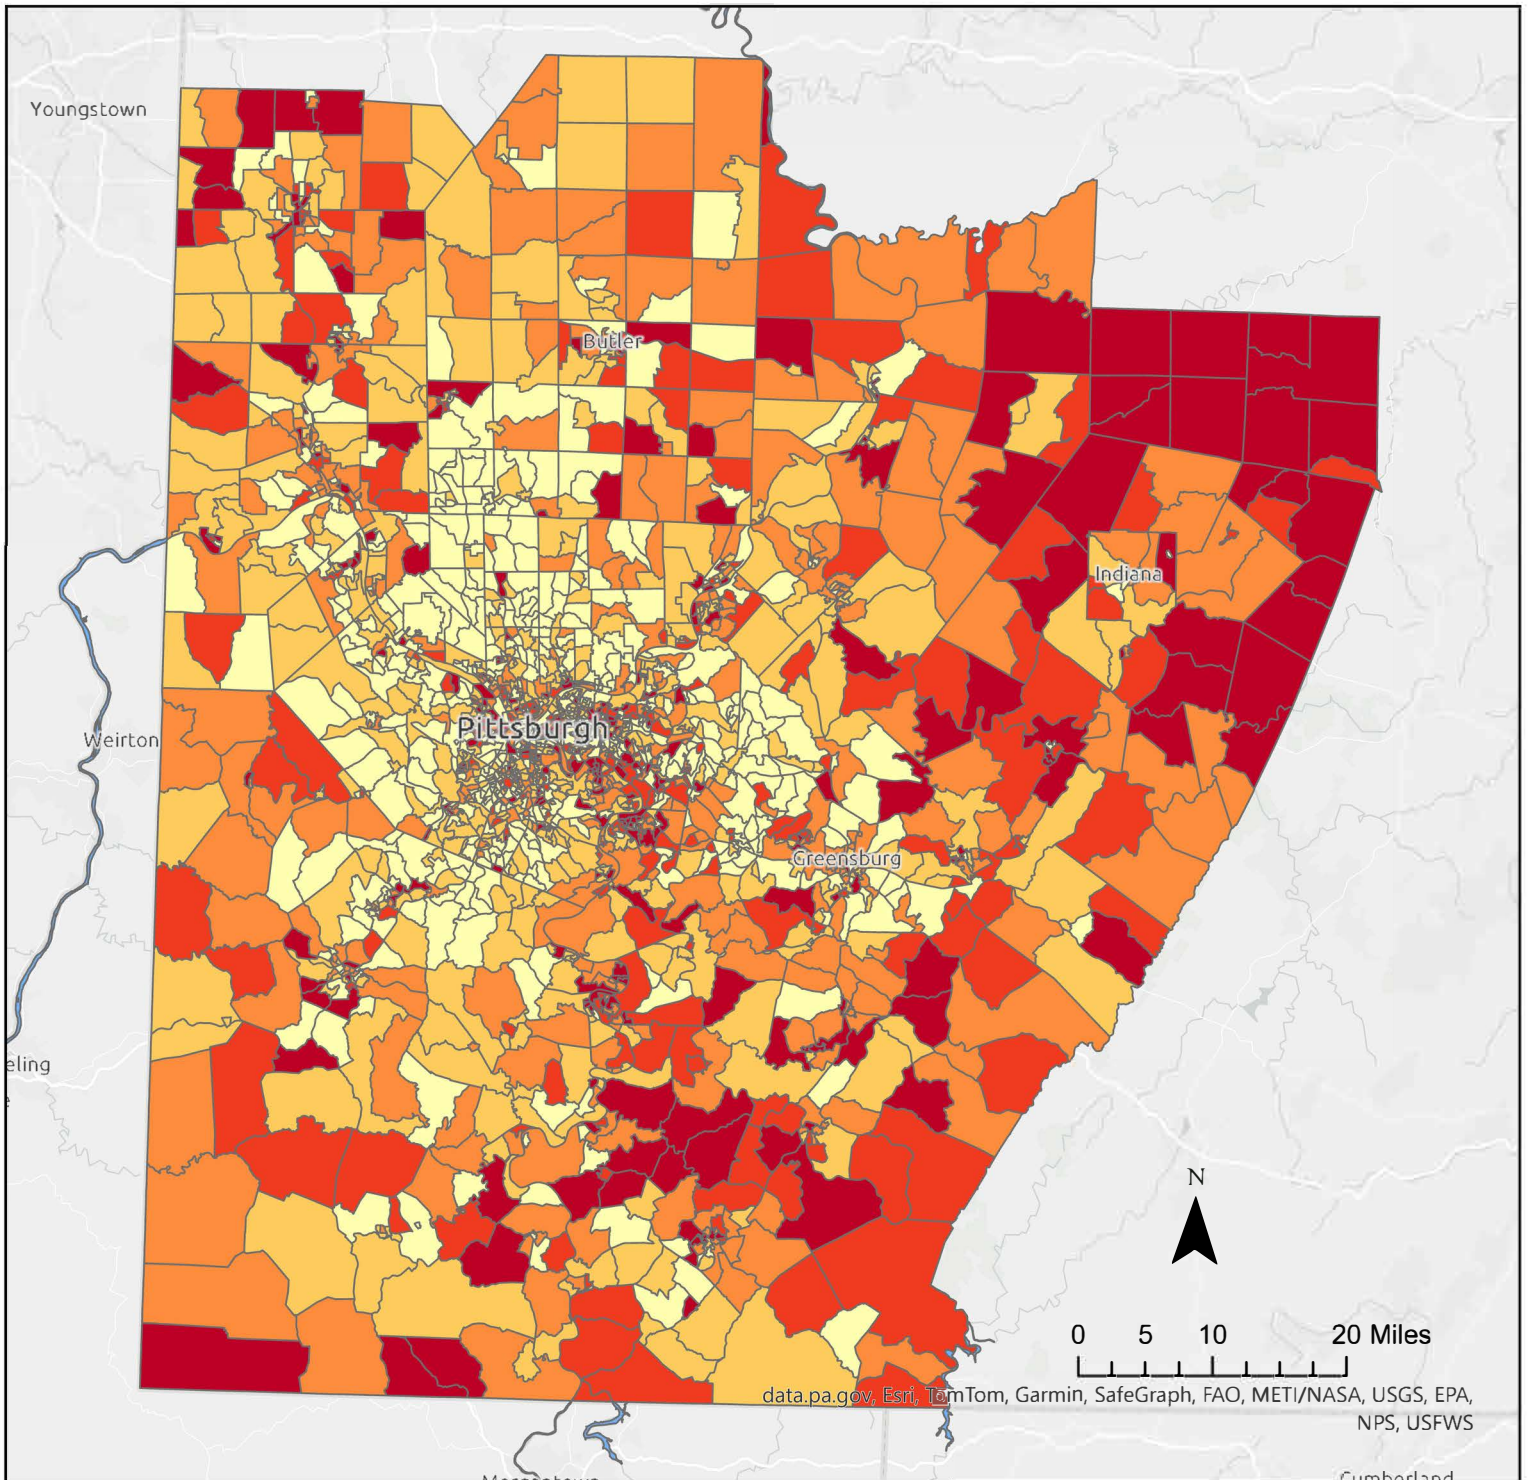 Youngstown
Butler
Indiana
Pittsburgh
Weirton
Greensburg
eling
N
0 5 10 20 Miles
data.pa.gov, Esri, TomTom, Garmin, SafeGraph, FAO, METI/NASA, USGS, EPA,
NPS, USFWS
Morgantown
Cumberland